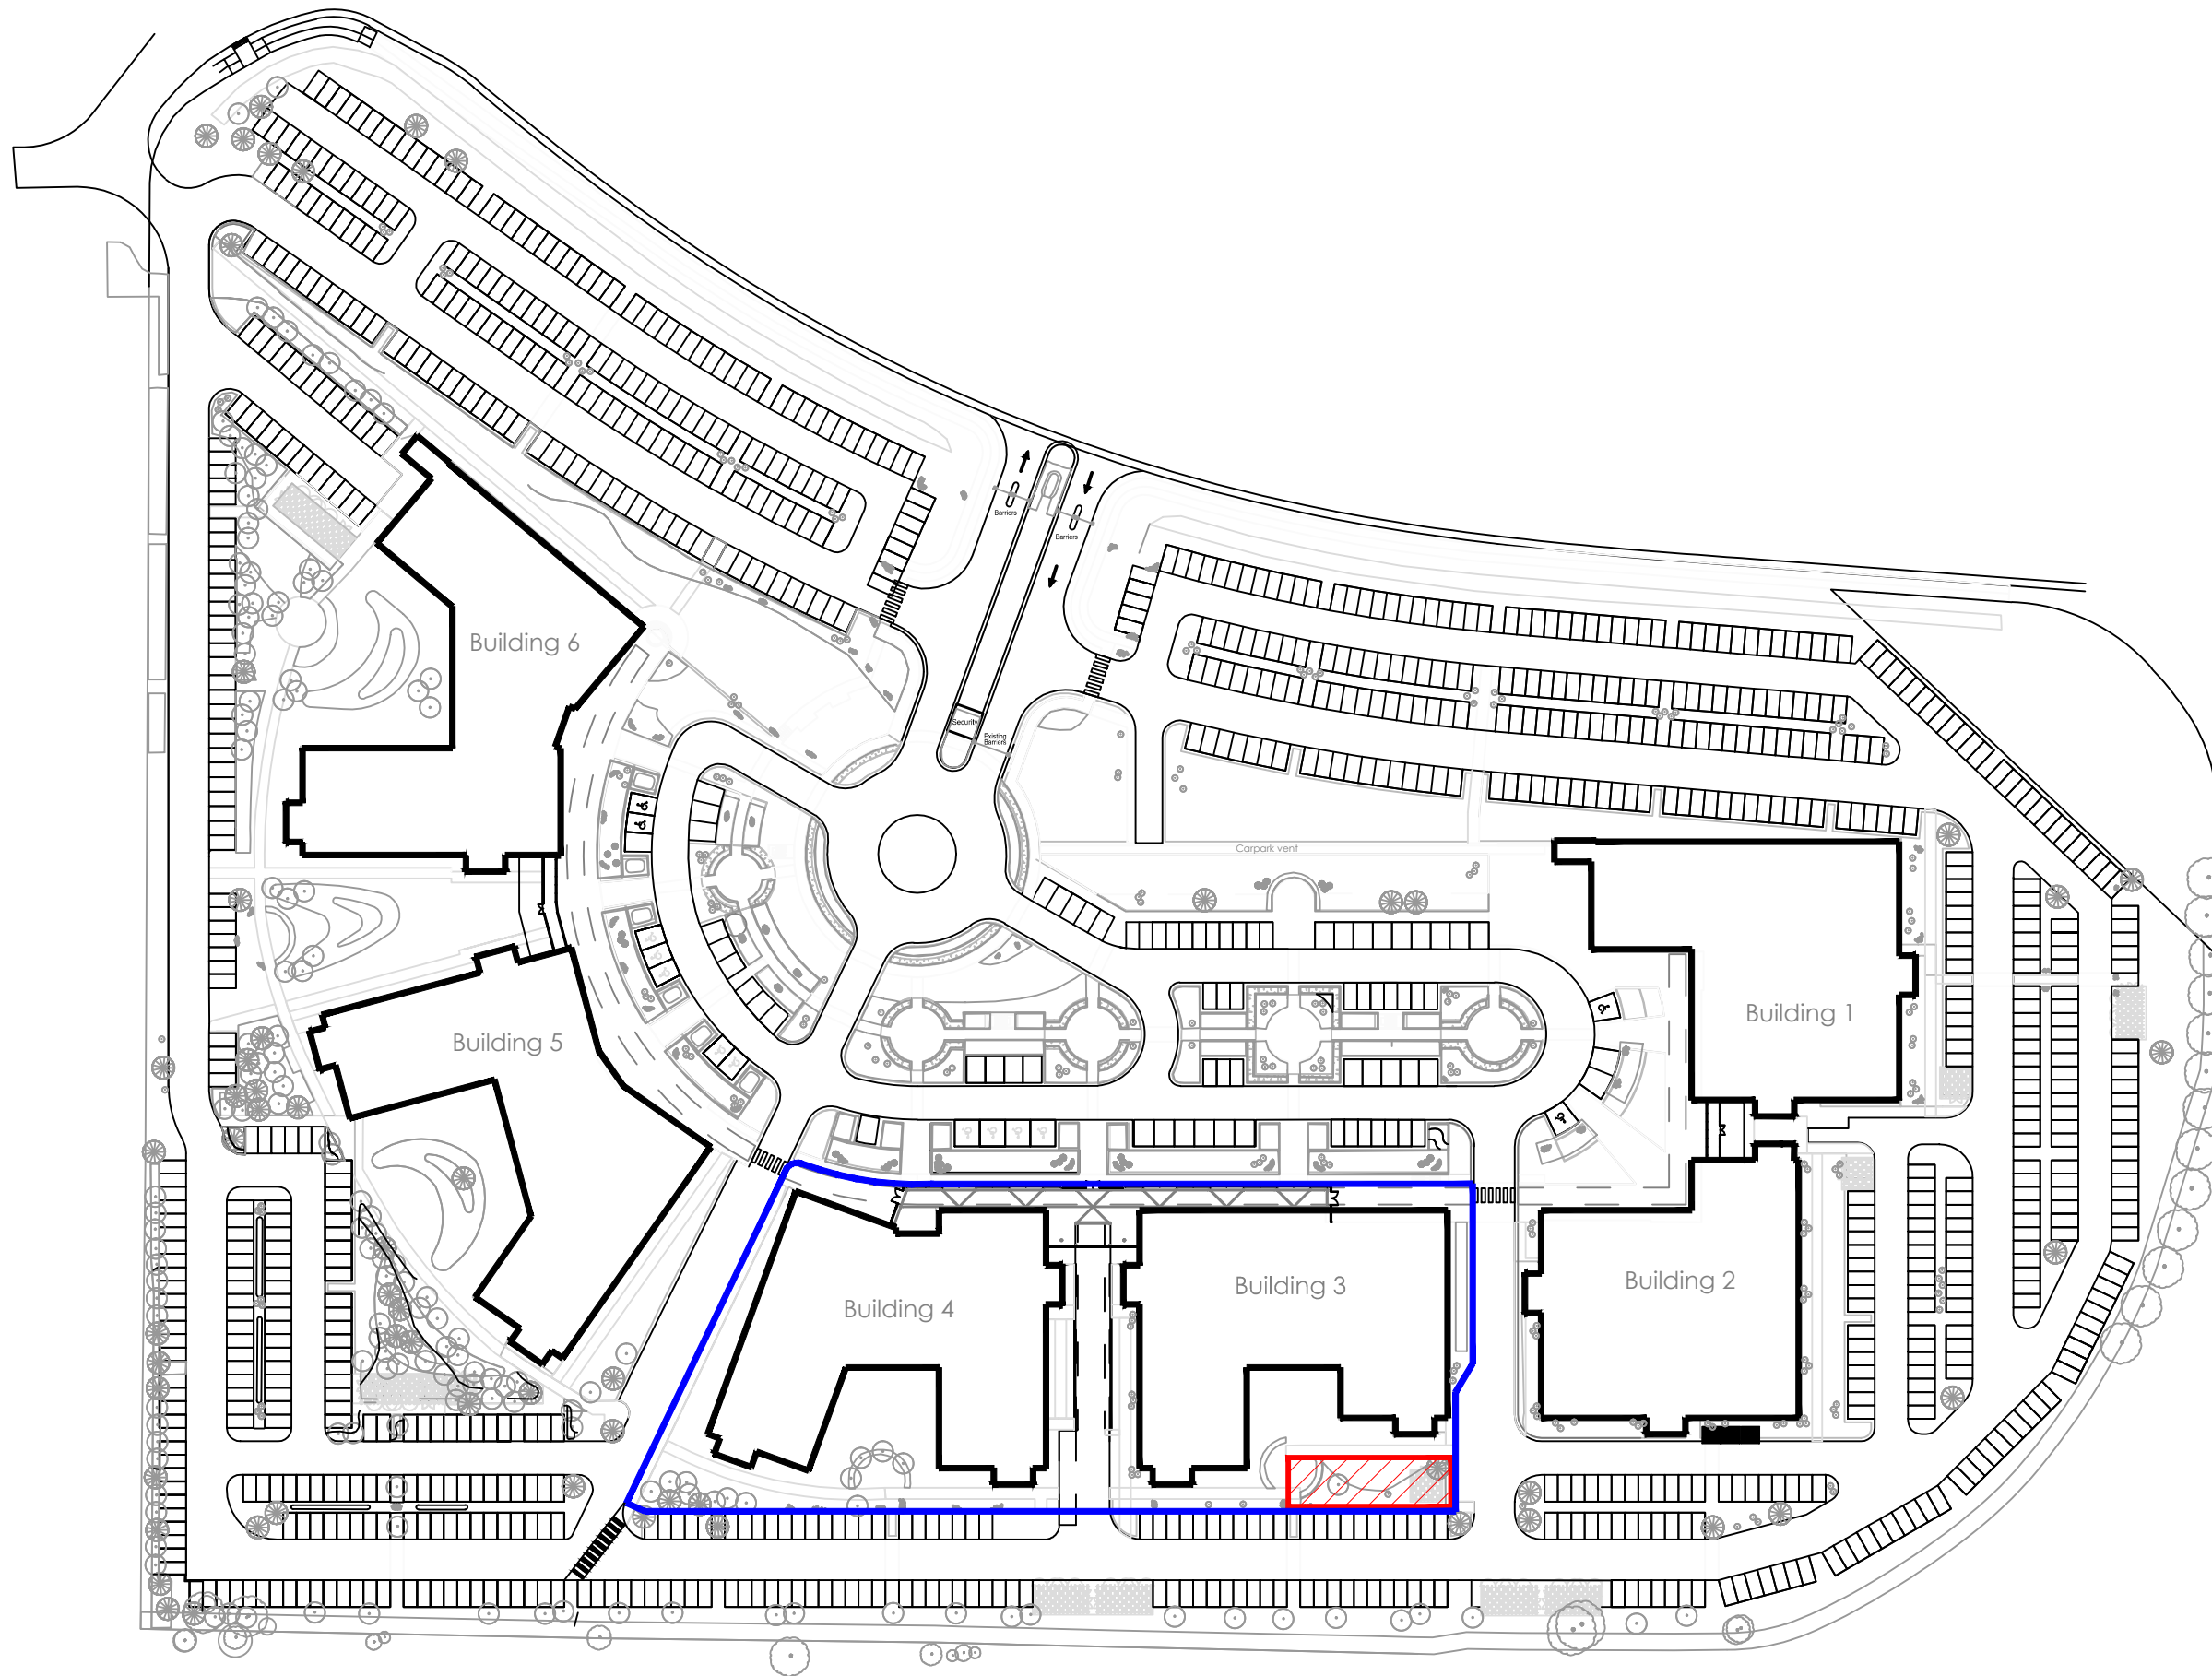 Barriers
Barriers
Building 6
Security
Existing
Barriers
Carpark vent
Building 1
Building 5
Building 2
Building 3
Building 4